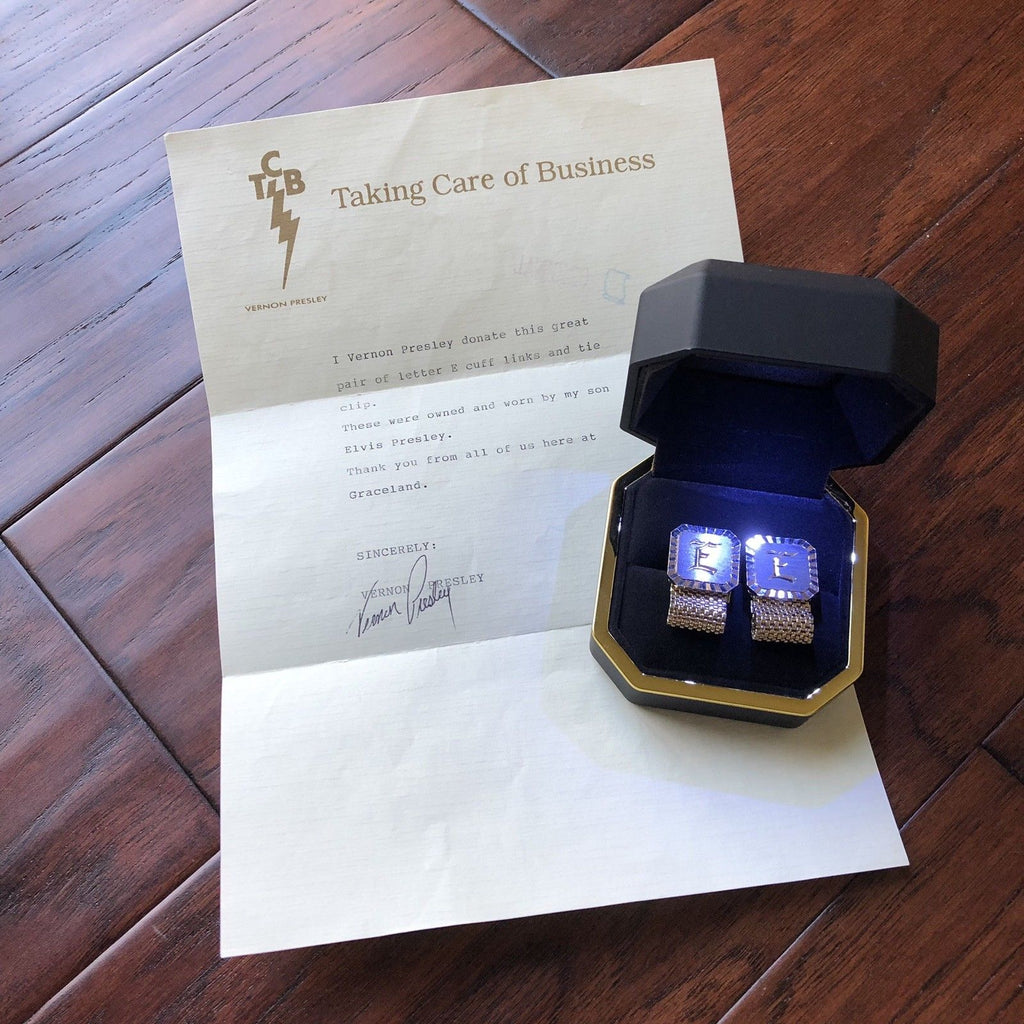 TCB
Taking Care of Business
VERNON PRESLEY
I Vernon Presley donate this great
pair of letter E cuff links and tie
clip.
These were owned and worn by my son
Elvis Presley.
Thank you from all of us here at
Graceland.
SINCERELY:
VERNON PRESLEY
Vernon Presley
E E